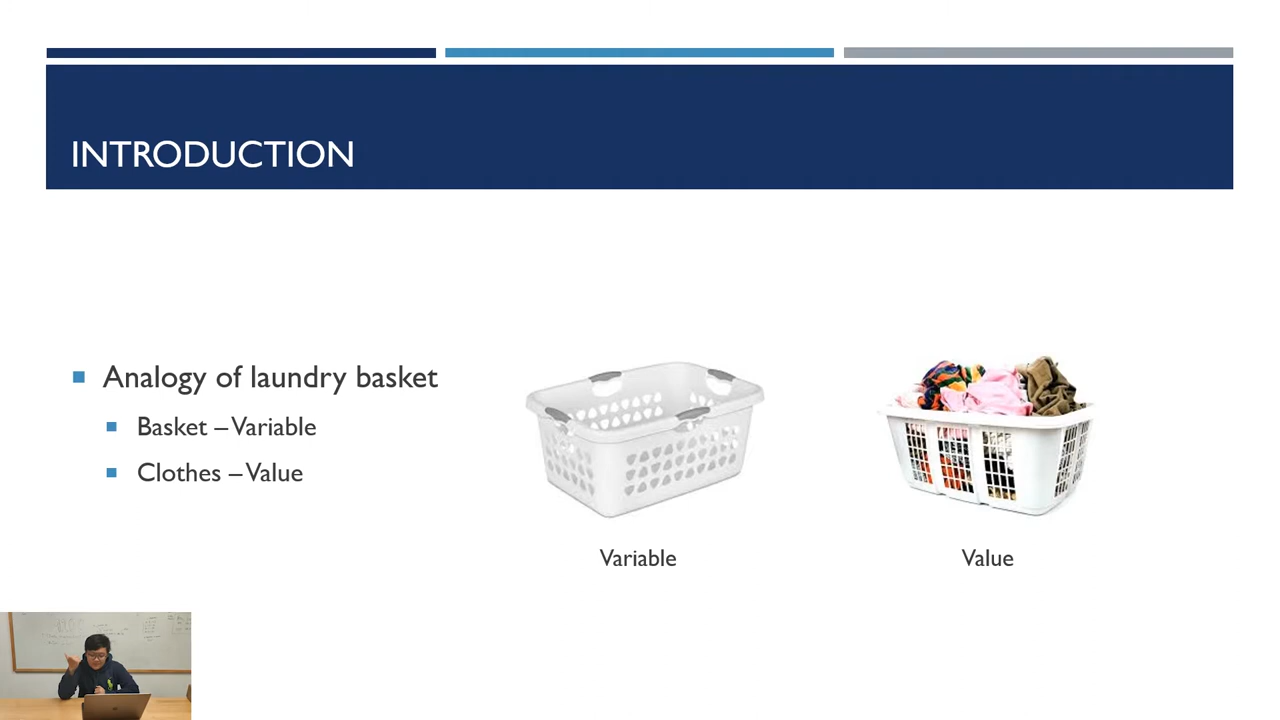 INTRODUCTION
Analogy of laundry basket
Basket – Variable
Clothes – Value
Variable
Value